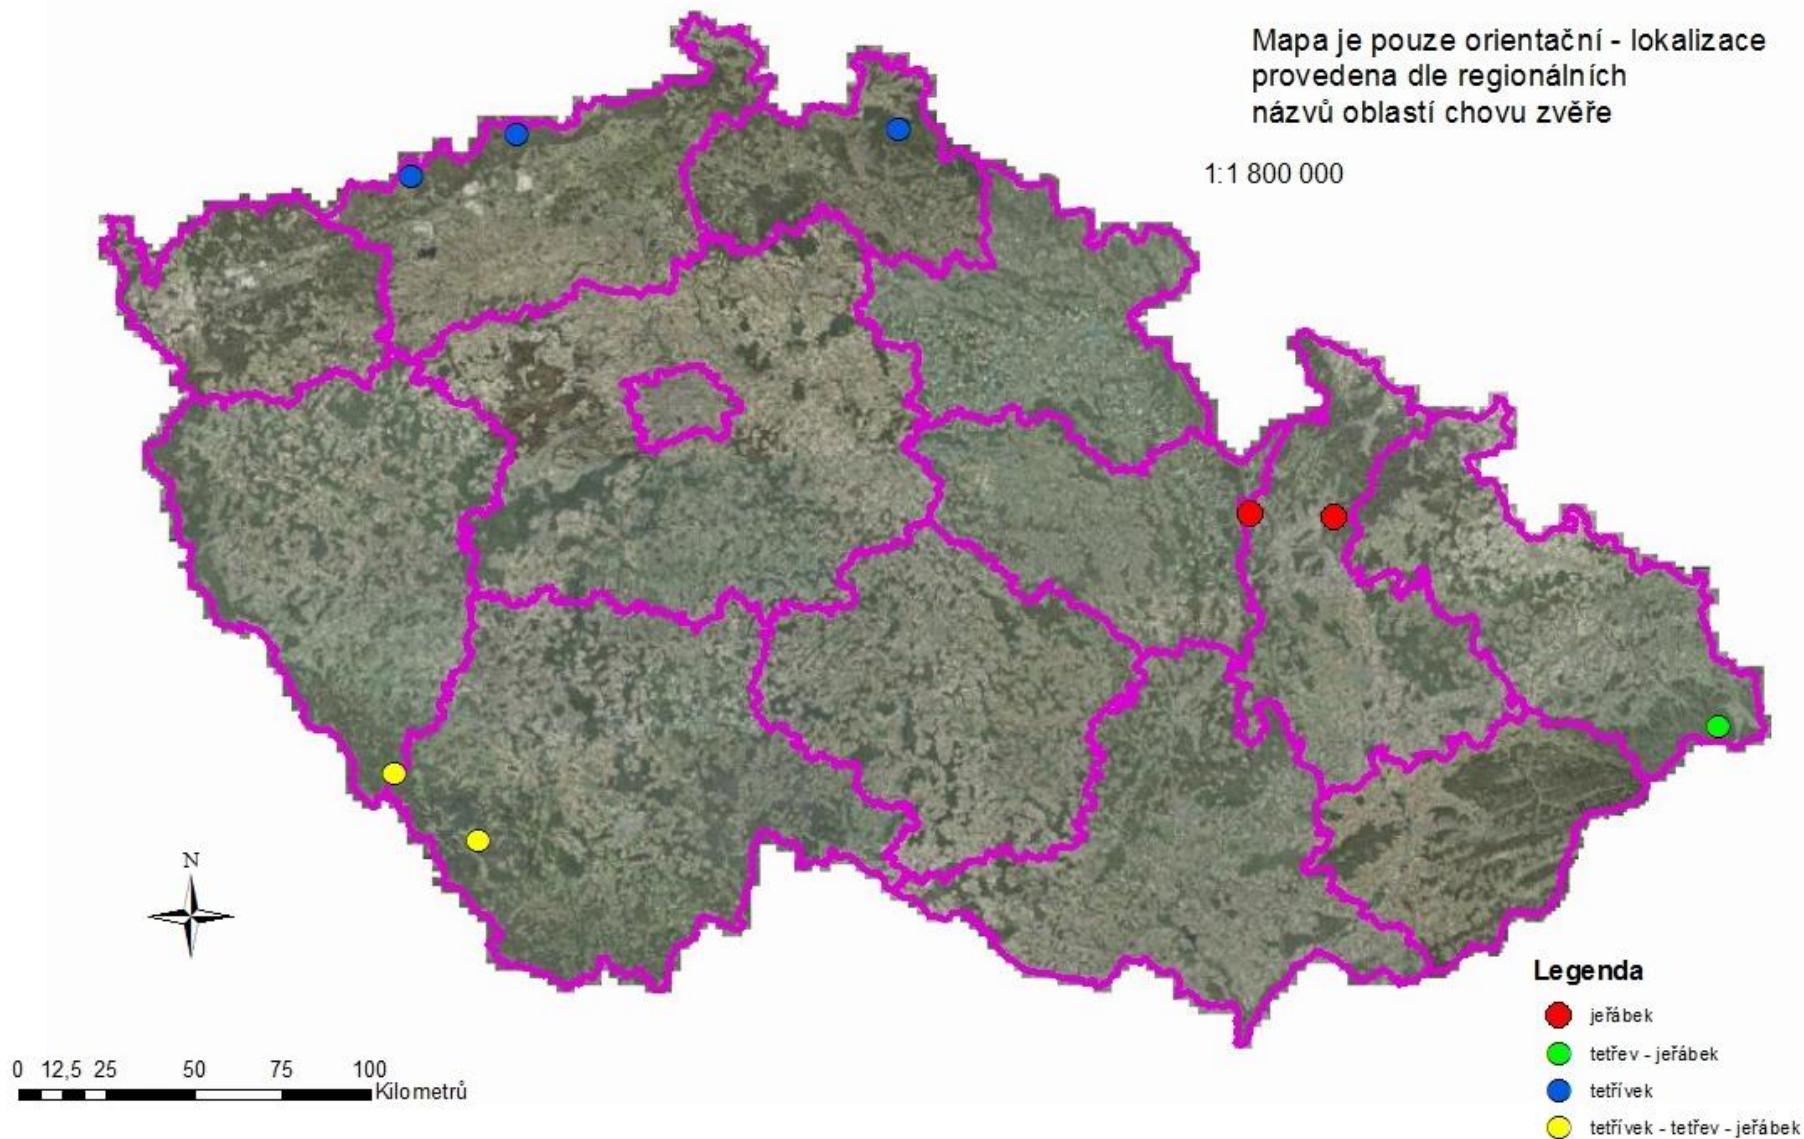 Mapa je pouze orientační - lokalizace
provedena dle regionálních
názvů oblastí chovu zvěře
1:1 800 000
N
0 12,5 25 50 75 100
Kilometrů
Legenda
jeřábek
tetřev - jeřábek
tetřívek
tetřívek - tetřev - jeřábek